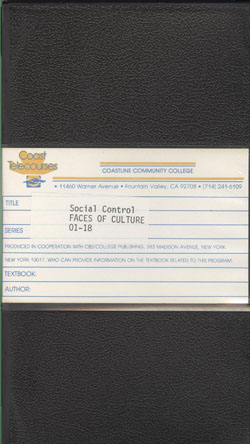 Coast
Telecourses
COASTLINE COMMUNITY COLLEGE
• 11460 Warner Avenue • Fountain Valley, CA 92708 • (714) 241-6109
TITLE
Social Control
FACES OF CULTURE
SERIES
01-18
PRODUCED IN COOPERATION WITH CBS/COLLEGE PUBLISHING, 383 MADISON AVENUE, NEW YORK
NEW YORK 10017, WHO CAN PROVIDE INFORMATION ON THE TEXTBOOK RELATED TO THIS PROGRAM.
TEXTBOOK:
AUTHOR: